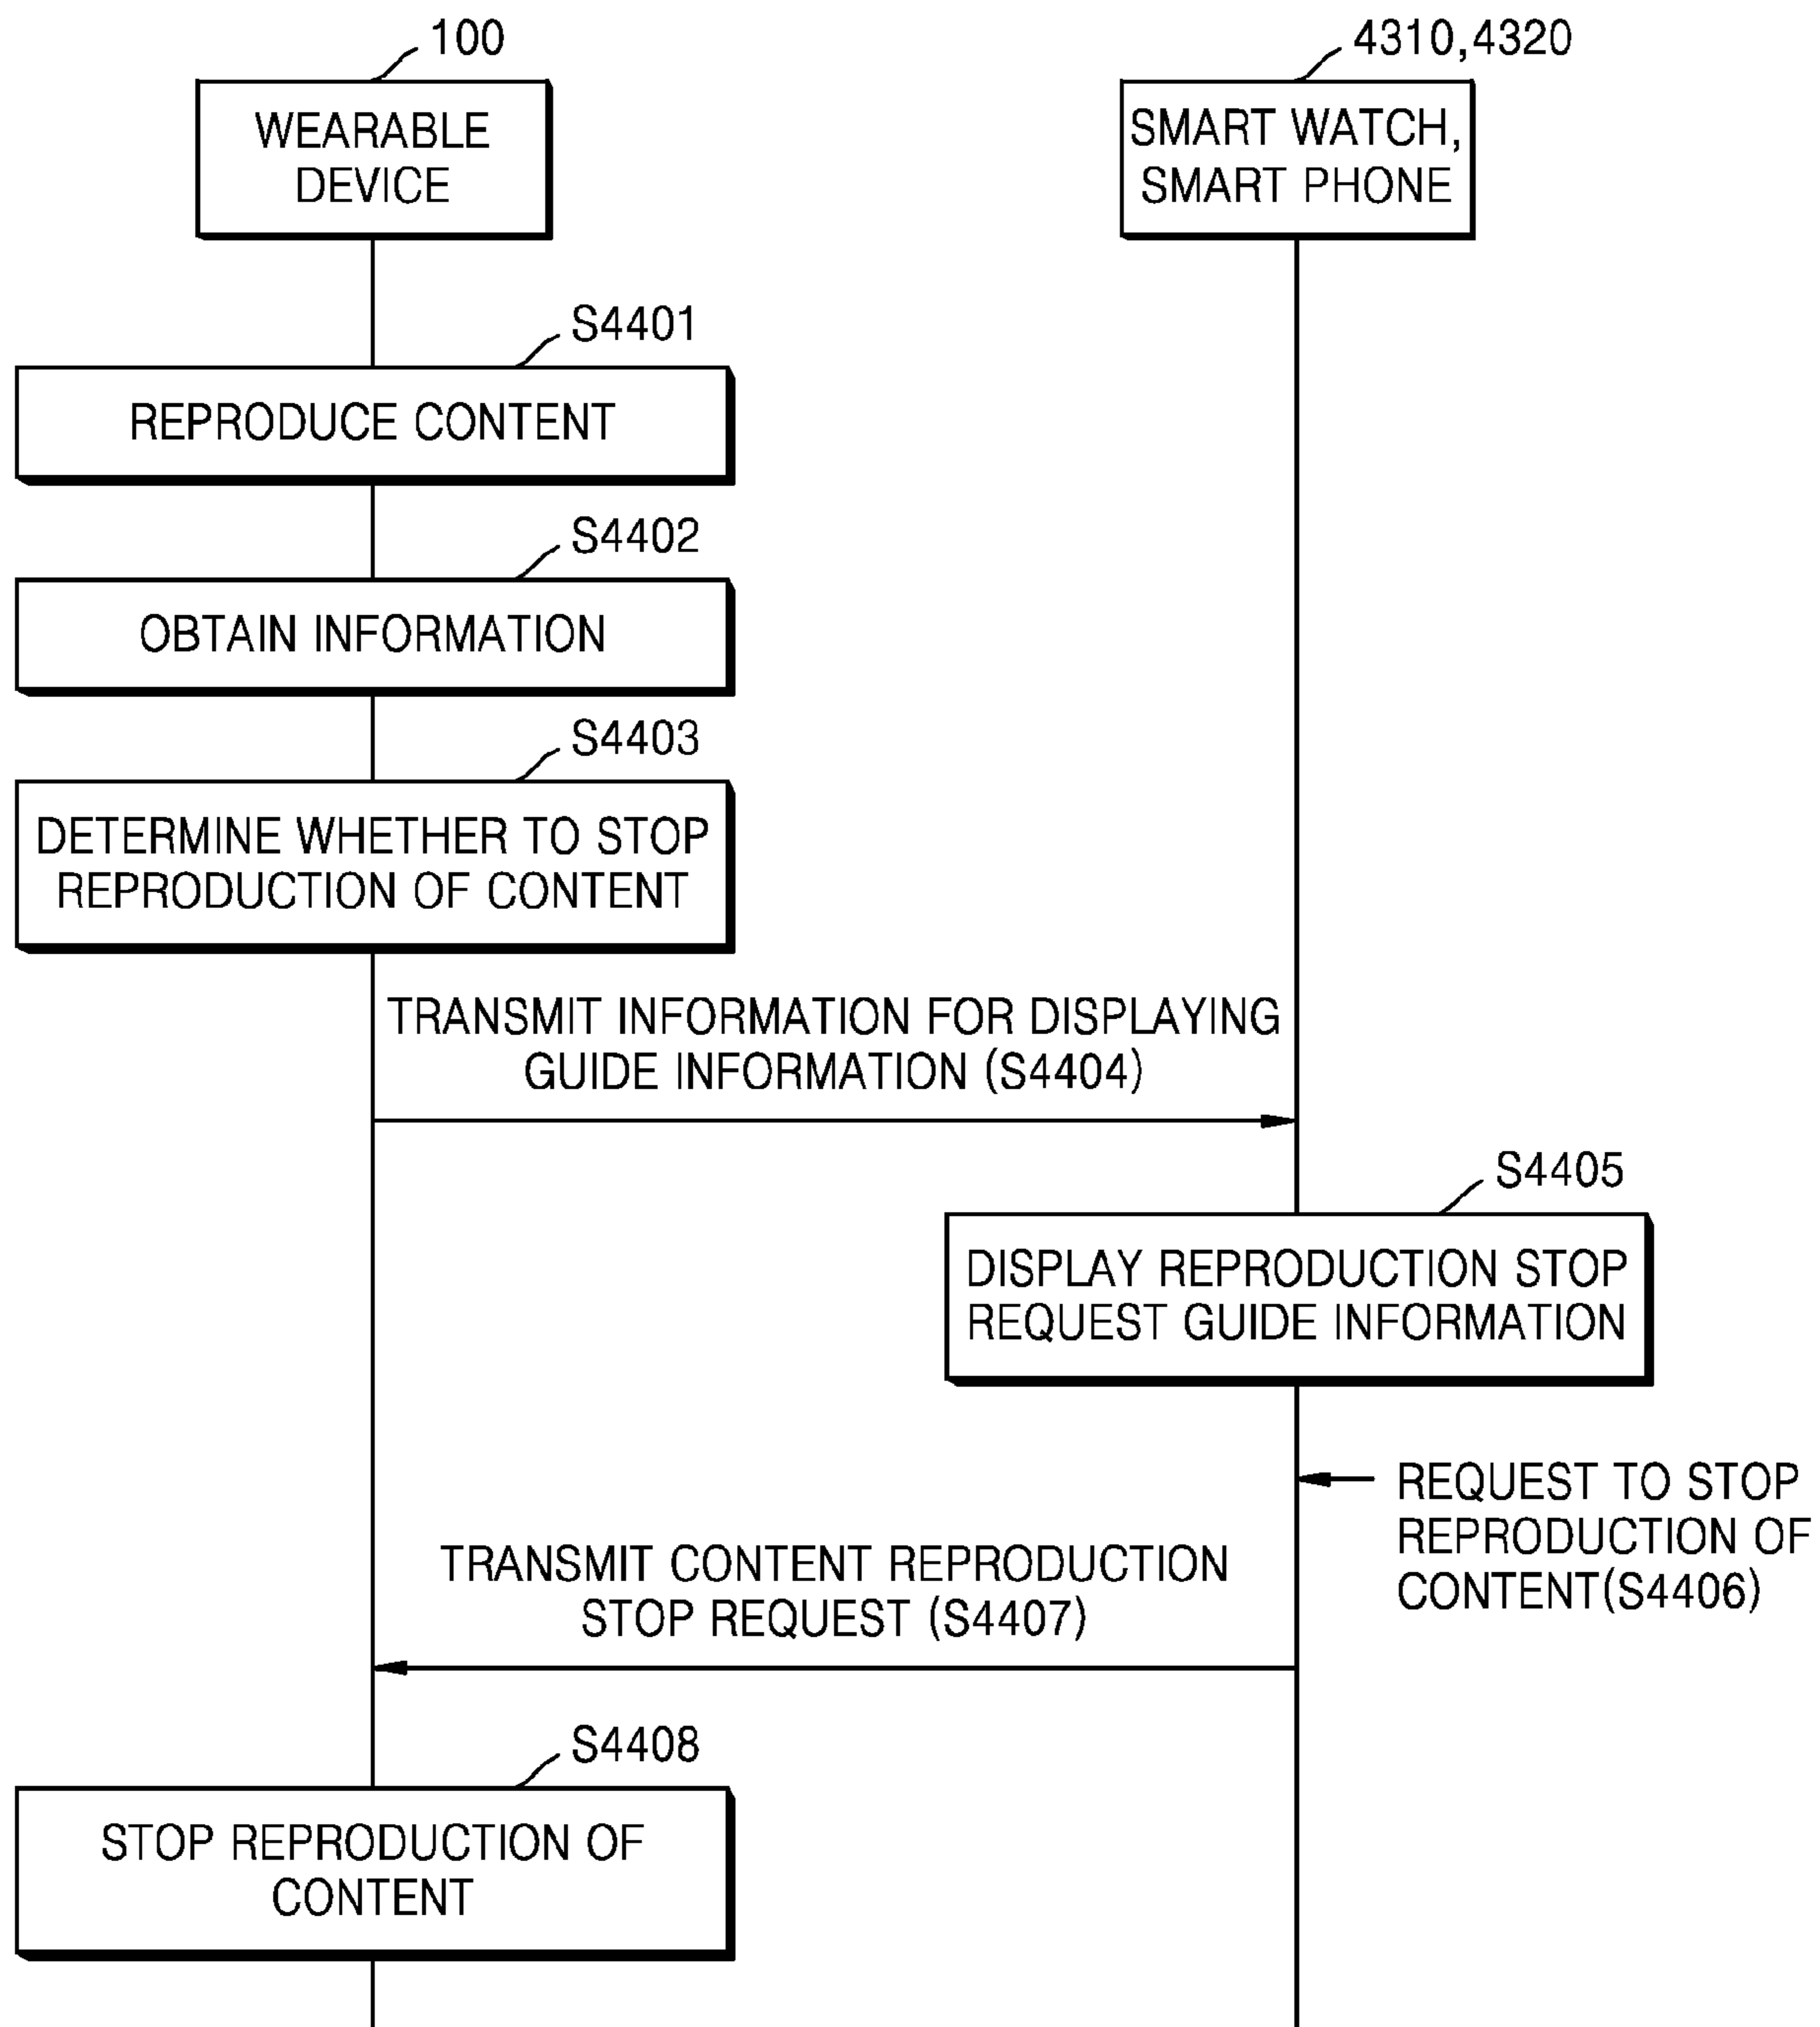 100
WEARABLE
DEVICE
4310,4320
SMART WATCH,
SMART PHONE
S4401
REPRODUCE CONTENT
S4402
OBTAIN INFORMATION
S4403
DETERMINE WHETHER TO STOP
REPRODUCTION OF CONTENT
TRANSMIT INFORMATION FOR DISPLAYING
GUIDE INFORMATION (S4404)
S4405
DISPLAY REPRODUCTION STOP
REQUEST GUIDE INFORMATION
REQUEST TO STOP
REPRODUCTION OF
CONTENT(S4406)
TRANSMIT CONTENT REPRODUCTION
STOP REQUEST (S4407)
S4408
STOP REPRODUCTION OF
CONTENT